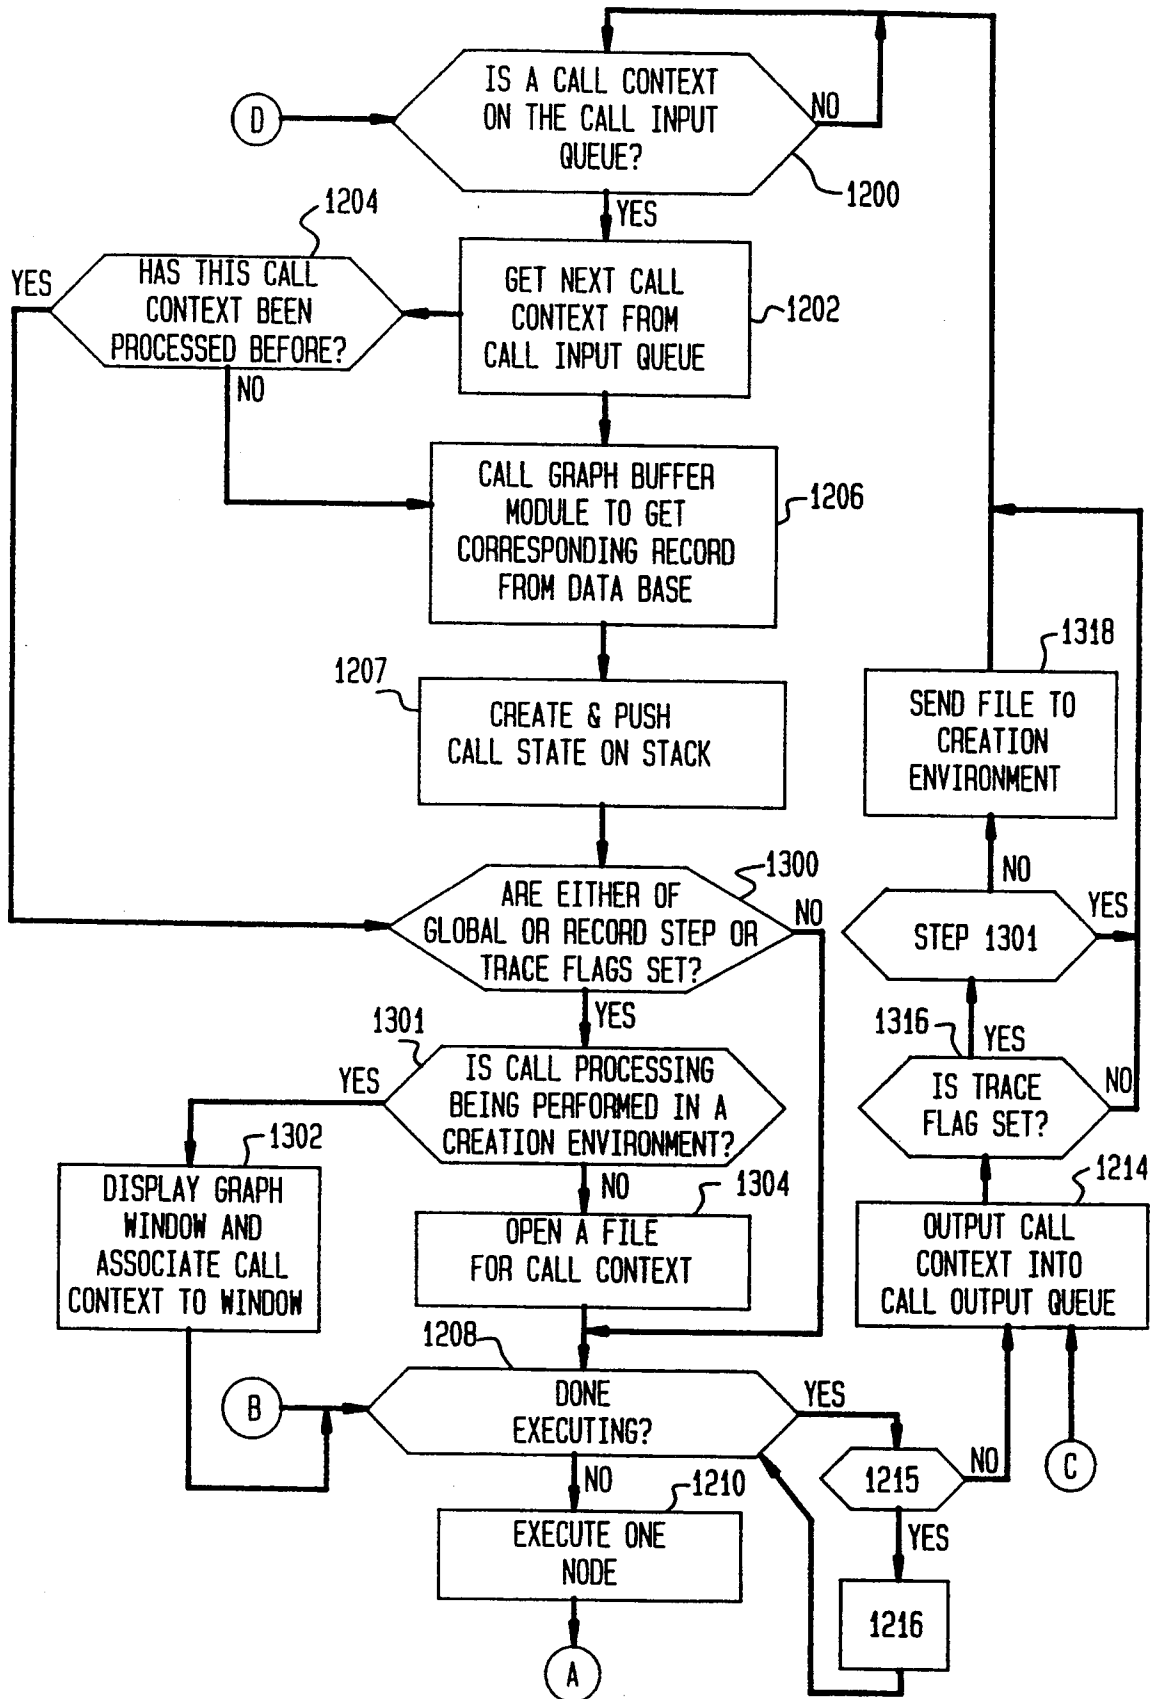 IS A CALL CONTEXT
ON THE CALL INPUT
QUEUE?
NO
D
1200
YES
1204
YES
HAS THIS CALL
CONTEXT BEEN
PROCESSED BEFORE?
NO
GET NEXT CALL
CONTEXT FROM
CALL INPUT QUEUE
1202
CALL GRAPH BUFFER
MODULE TO GET
CORRESPONDING RECORD
FROM DATA BASE
1206
1207
CREATE & PUSH
CALL STATE ON STACK
1318
SEND FILE TO
CREATION
ENVIRONMENT
NO
1300
ARE EITHER OF
GLOBAL OR RECORD STEP OR
TRACE FLAGS SET?
NO
YES
STEP 1301
YES
1301
YES
IS CALL PROCESSING
BEING PERFORMED IN A
CREATION ENVIRONMENT?
NO
1316
YES
IS TRACE
FLAG SET?
NO
1302
DISPLAY GRAPH
WINDOW AND
ASSOCIATE CALL
CONTEXT TO WINDOW
1304
OPEN A FILE
FOR CALL CONTEXT
1214
OUTPUT CALL
CONTEXT INTO
CALL OUTPUT QUEUE
1208
B
DONE
EXECUTING?
YES
NO
1215
NO
C
YES
1210
EXECUTE ONE
NODE
1216
A